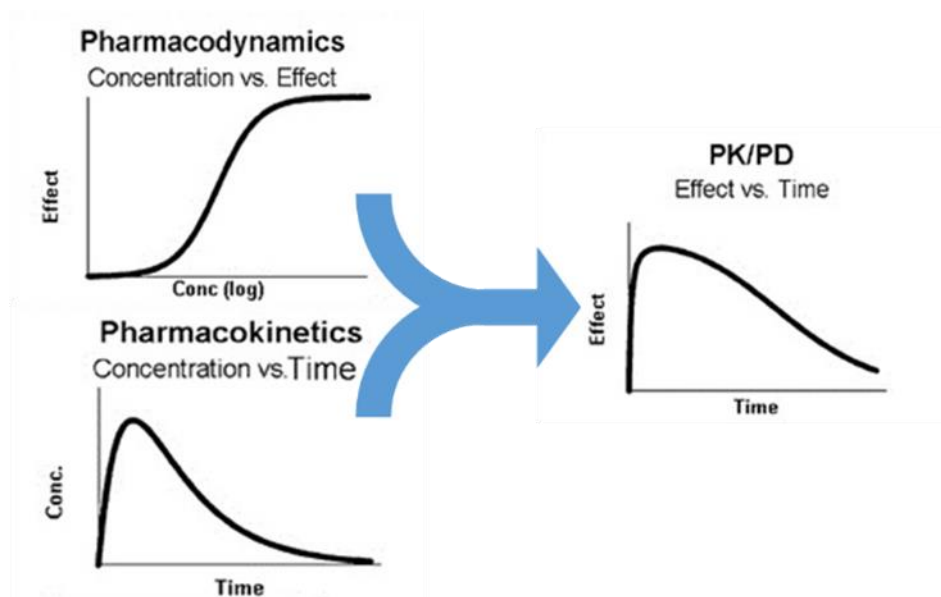 Pharmacodynamics
Concentration vs. Effect
Effect
Conc (log)
Pharmacokinetics
Concentration vs.Time
Conc.
Time
PK/PD
Effect vs. Time
Effect
Time